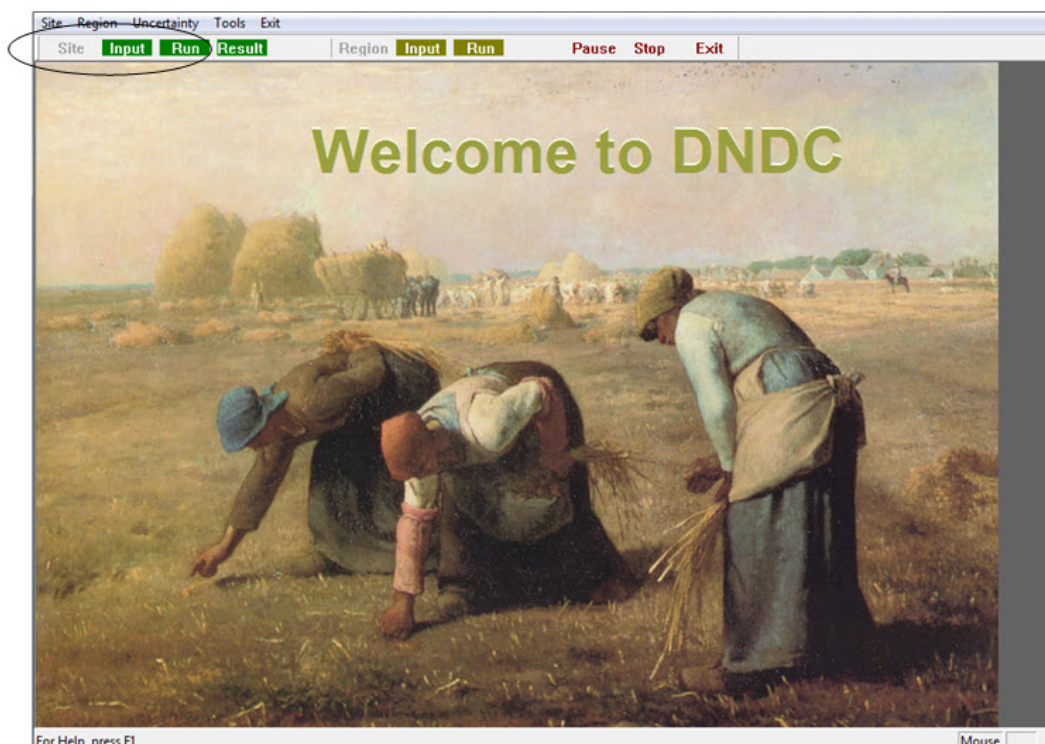 Site Region Uncertainty Tools Exit
Site Input Run Result Region Input Run Pause Stop Exit
Welcome to DNDC
For Help, press F1 Mouse